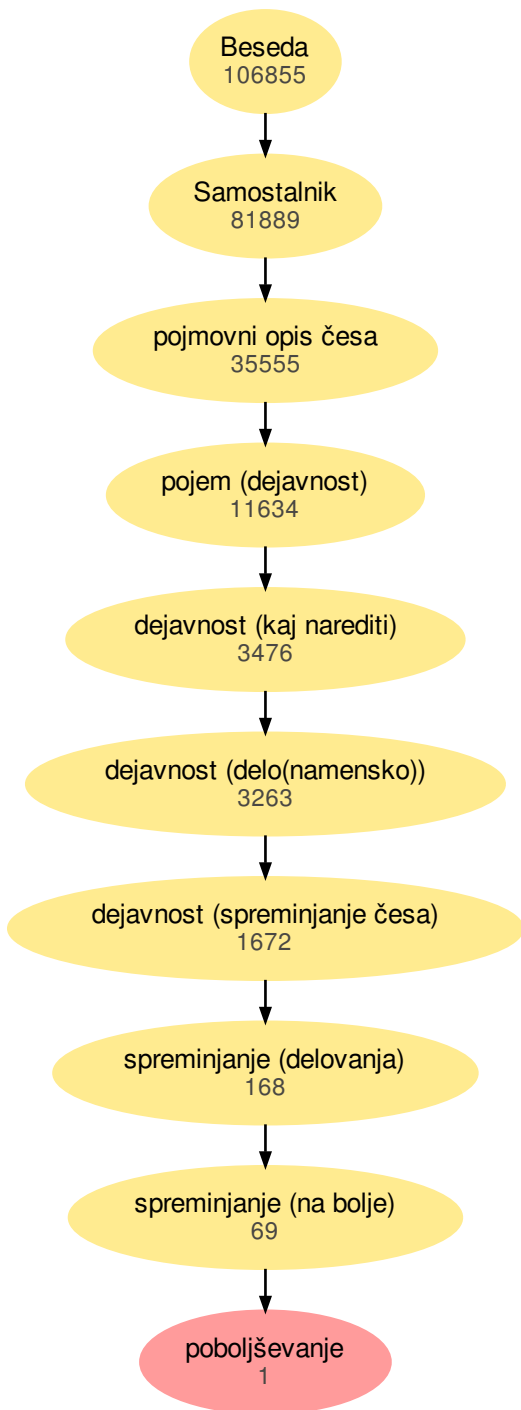 Beseda
106855
Samostalnik
81889
pojmovni opis česa
35555
pojem (dejavnost)
11634
dejavnost (kaj narediti)
3476
dejavnost (delo(namensko))
3263
dejavnost (spreminjanje česa)
1672
spreminjanje (delovanja)
168
spreminjanje (na bolje)
69
poboljševanje
1